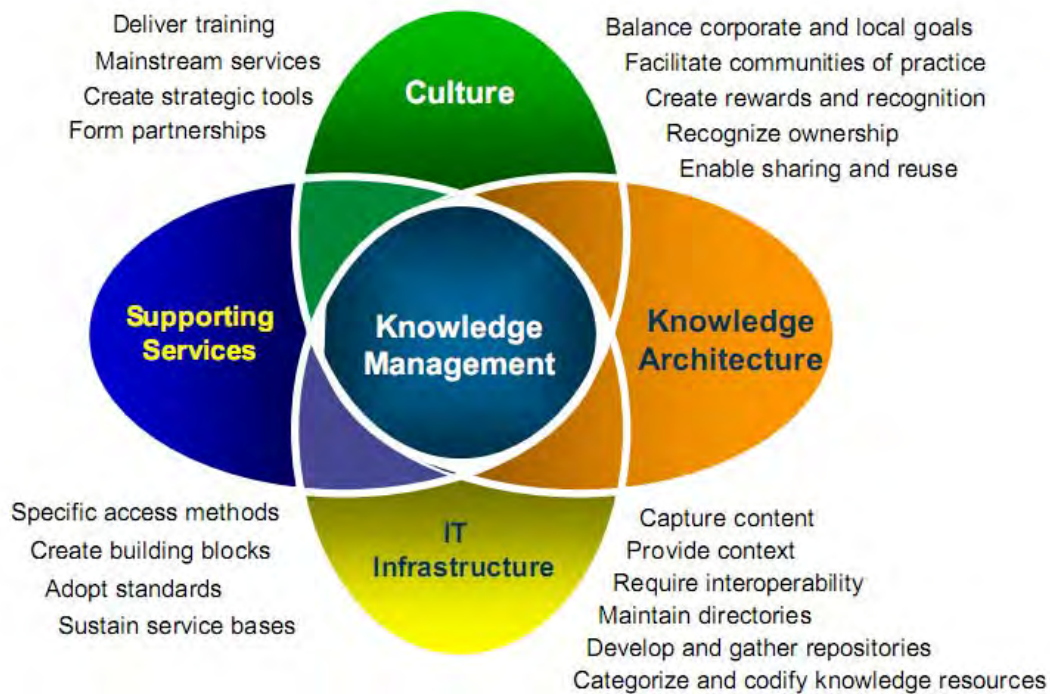 Deliver training
Mainstream services
Create strategic tools
Form partnerships
Culture
Balance corporate and local goals
Facilitate communities of practice
Create rewards and recognition
Recognize ownership
Enable sharing and reuse
Supporting
Services
Knowledge
Management
Knowledge
Architecture
Specific access methods
Create building blocks
Adopt standards
Sustain service bases
IT
Infrastructure
Capture content
Provide context
Require interoperability
Maintain directories
Develop and gather repositories
Categorize and codify knowledge resources